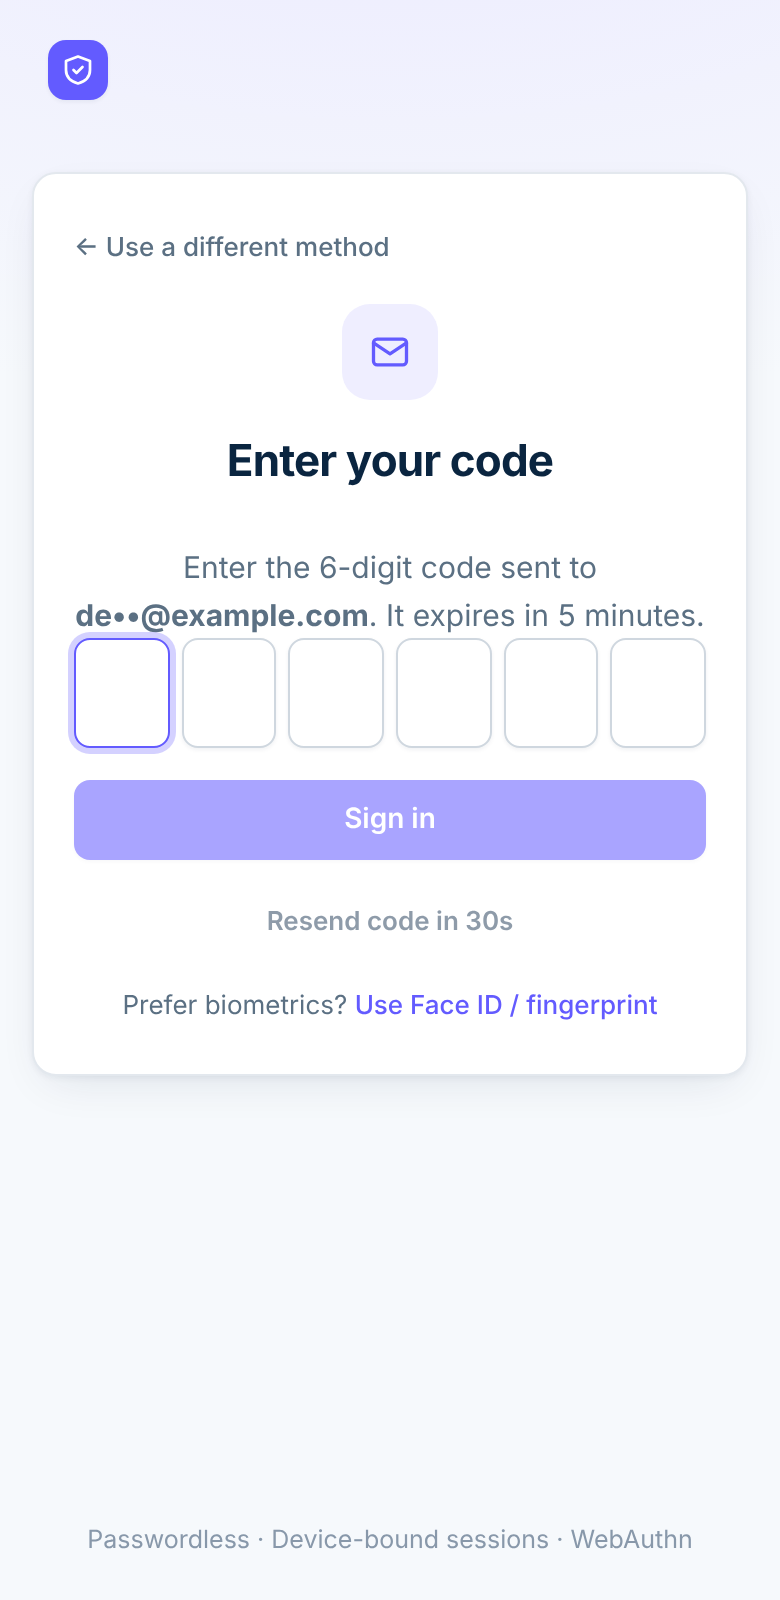 ← Use a different method
Enter your code
Enter the 6-digit code sent to
de••@example.com. It expires in 5 minutes.
Sign in
Resend code in 30s
Prefer biometrics? Use Face ID / fingerprint
Passwordless · Device-bound sessions · WebAuthn